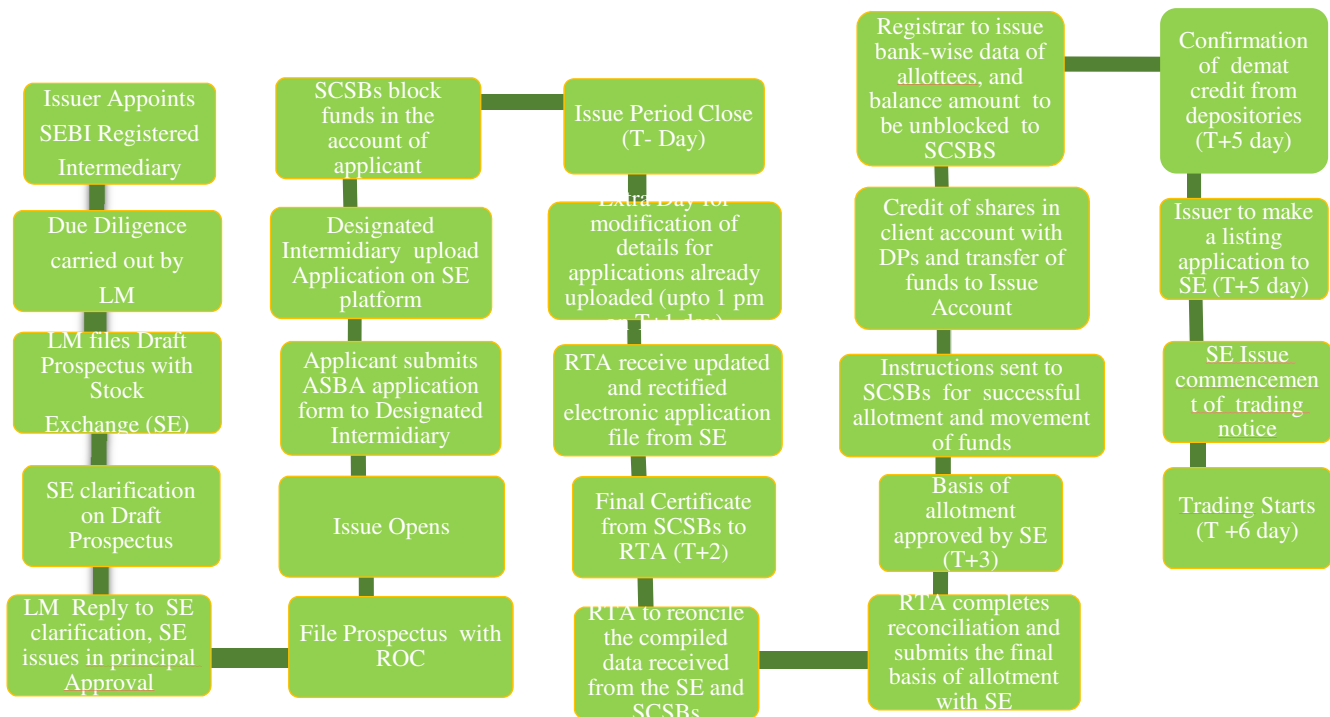 Issuer Appoints
SEBI Registered
Intermediary
Due Diligence
carried out by
LM
LM files Draft
Prospectus with
Stock
Exchange (SE)
SE clarification
on Draft
Prospectus
LM Reply to SE
clarification, SE
issues in principal
Approval
File Prospectus with
ROC
Issue Opens
Applicant submits
ASBA application
form to Designated
Intermidiary
Designated
Intermidiary upload
Application on SE
platform
SCSBs block
funds in the
account of
applicant
Issue Period Close
(T- Day)
Extra Day for
modification of
details for
applications already
uploaded (upto 1 pm
on T+1 day)
RTA receive updated
and rectified
electronic application
file from SE
Final Certificate
from SCSBs to
RTA (T+2)
RTA to reconcile
the compiled
data received
from the SE and
SCSBs
RTA completes
reconciliation and
submits the final
basis of allotment
with SE
Basis of
allotment
approved by SE
(T+3)
Instructions sent to
SCSBs for successful
allotment and movement
of funds
Credit of shares in
client account with
DPs and transfer of
funds to Issue
Account
Registrar to issue
bank-wise data of
allottees, and
balance amount to
be unblocked to
SCSBS
Confirmation
of demat
credit from
depositories
(T+5 day)
Issuer to make
a listing
application to
SE (T+5 day)
SE Issue
commencemen
t of trading
notice
Trading Starts
(T +6 day)